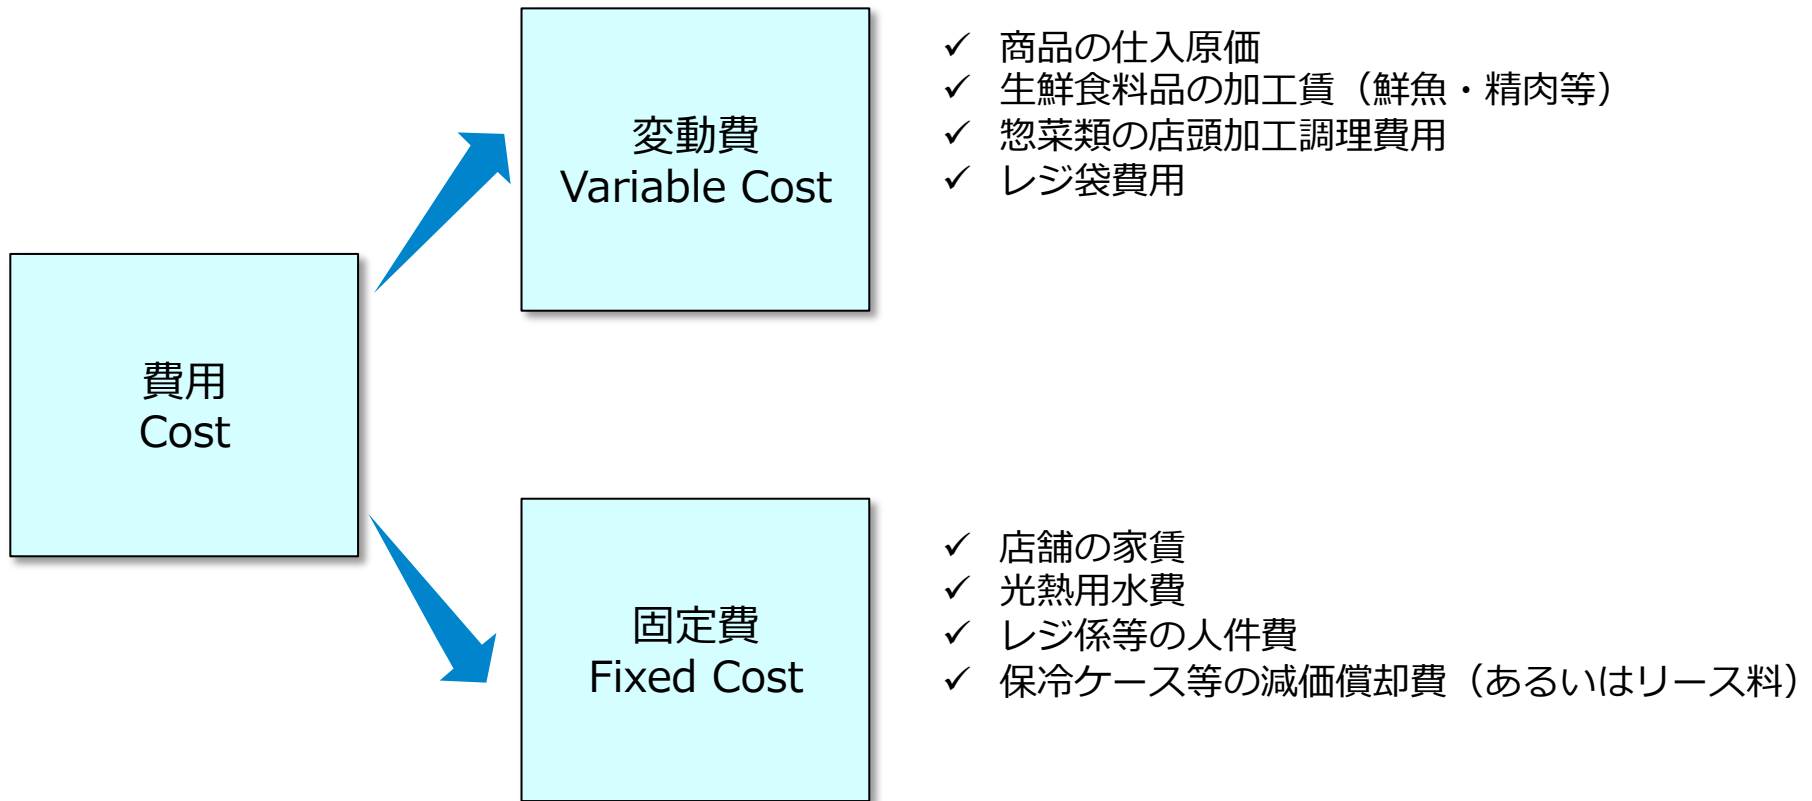 費用
Cost
変動費
Variable Cost
✓ 商品の仕入原価
✓ 生鮮食料品の加工賃（鮮魚・精肉等）
✓ 惣菜類の店頭加工調理費用
✓ レジ袋費用
固定費
Fixed Cost
✓ 店舗の家賃
✓ 光熱用水費
✓ レジ係等の人件費
✓ 保冷ケース等の減価償却費（あるいはリース料）